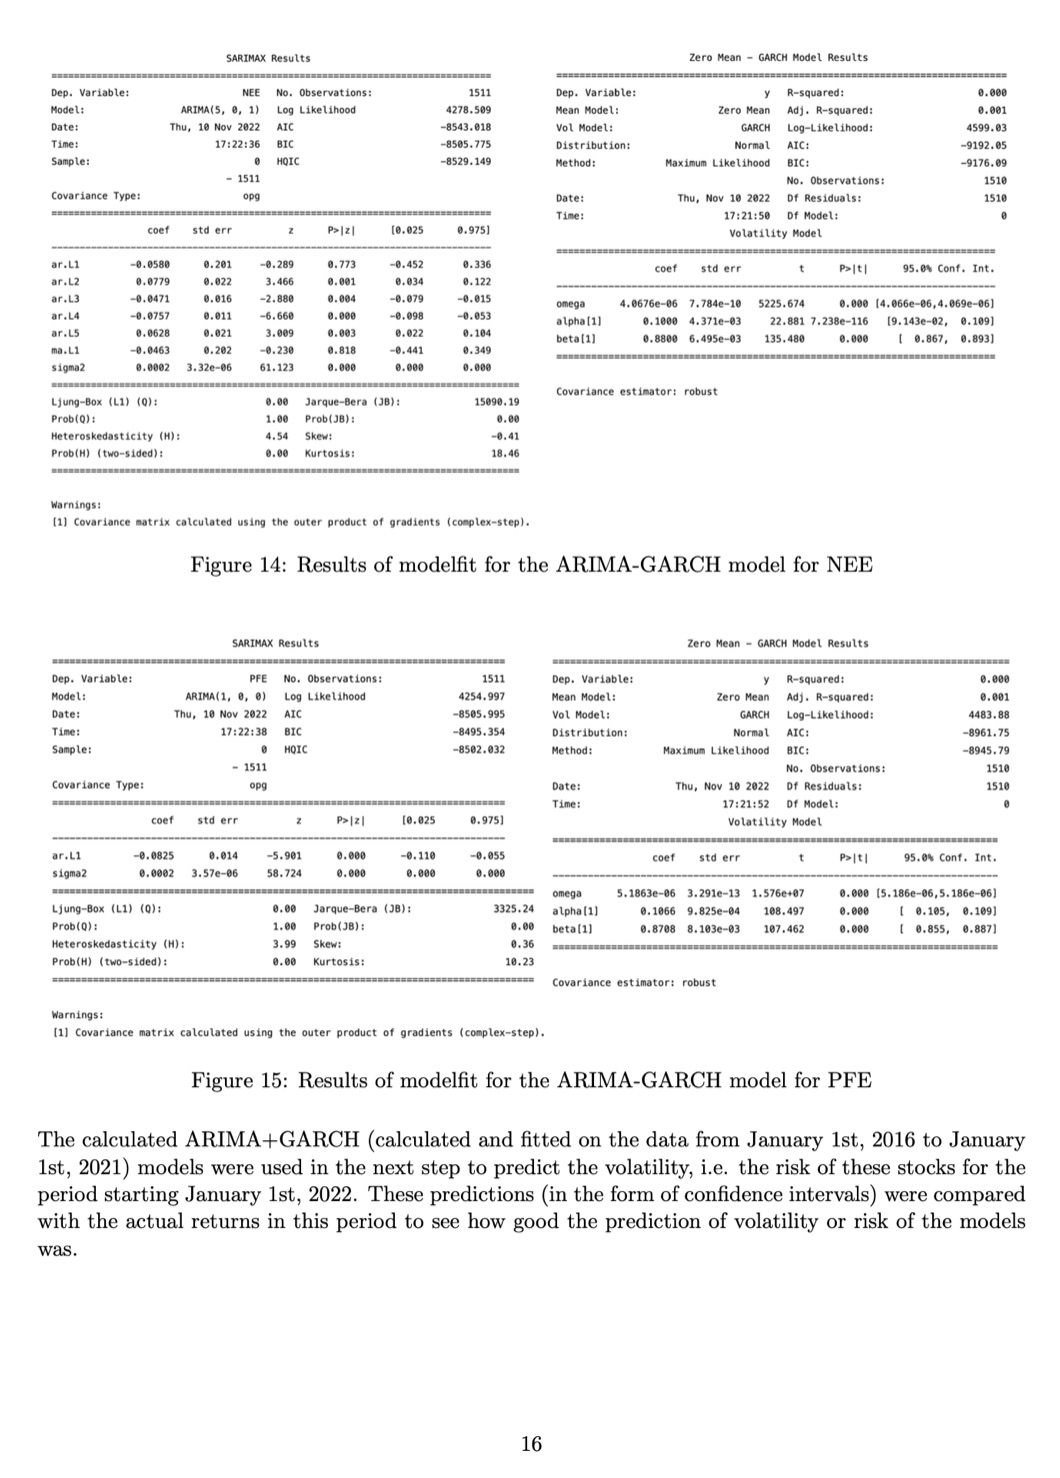 SARIMAX Results
Dep. Variable: NEE No. Observations: 1511
Model: ARIMA(5, 0, 1) Log Likelihood 4278.509
Date: Thu, 10 Nov 2022 AIC -8543.018
Time: 17:22:36 BIC -8505.775
Sample: 0 HQIC -8529.149
- 1511
Covariance Type: opg
coef std err z P>|z| [0.025 0.975]
ar.L1 -0.0580 0.201 -0.289 0.773 -0.452 0.336
ar.L2 0.0779 0.022 3.466 0.001 0.034 0.122
ar.L3 -0.0471 0.016 -2.880 0.004 -0.079 -0.015
ar.L4 -0.0757 0.011 -6.660 0.000 -0.098 -0.053
ar.L5 0.0628 0.021 3.009 0.003 0.022 0.104
ma.L1 -0.0463 0.202 -0.230 0.818 -0.441 0.349
sigma2 0.0002 3.32e-06 61.123 0.000 0.000 0.000
Ljung-Box (L1) (Q): 0.00 Jarque-Bera (JB): 15090.19
Prob(Q): 1.00 Prob(JB): 0.00
Heteroskedasticity (H): 4.54 Skew: -0.41
Prob(H) (two-sided): 0.00 Kurtosis: 18.46
Warnings:
[1] Covariance matrix calculated using the outer product of gradients (complex-step).
Zero Mean - GARCH Model Results
Dep. Variable: y R-squared: 0.000
Mean Model: Zero Mean Adj. R-squared: 0.001
Vol Model: GARCH Log-Likelihood: 4599.03
Distribution: Normal AIC: -9192.05
Method: Maximum Likelihood BIC: -9176.09
No. Observations: 1510
Date: Thu, Nov 10 2022 Df Residuals: 1510
Time: 17:21:50 Df Model: 0
Volatility Model
coef std err t P>|t| 95.0% Conf. Int.
omega 4.0676e-06 7.784e-10 5225.674 0.000 [4.066e-06,4.069e-06]
alpha[1] 0.1000 4.371e-03 22.881 7.238e-116 [9.143e-02, 0.109]
beta[1] 0.8800 6.495e-03 135.480 0.000 [ 0.867, 0.893]
Covariance estimator: robust
Figure 14: Results of modelfit for the ARIMA-GARCH model for NEE
SARIMAX Results
Dep. Variable: PFE No. Observations: 1511
Model: ARIMA(1, 0, 0) Log Likelihood 4254.997
Date: Thu, 10 Nov 2022 AIC -8505.995
Time: 17:22:38 BIC -8495.354
Sample: 0 HQIC -8502.032
- 1511
Covariance Type: opg
coef std err z P>|z| [0.025 0.975]
ar.L1 -0.0825 0.014 -5.901 0.000 -0.110 -0.055
sigma2 0.0002 3.57e-06 58.724 0.000 0.000 0.000
Ljung-Box (L1) (Q): 0.00 Jarque-Bera (JB): 3325.24
Prob(Q): 1.00 Prob(JB): 0.00
Heteroskedasticity (H): 3.99 Skew: 0.36
Prob(H) (two-sided): 0.00 Kurtosis: 10.23
Warnings:
[1] Covariance matrix calculated using the outer product of gradients (complex-step).
Zero Mean - GARCH Model Results
Dep. Variable: y R-squared: 0.000
Mean Model: Zero Mean Adj. R-squared: 0.001
Vol Model: GARCH Log-Likelihood: 4483.88
Distribution: Normal AIC: -8961.75
Method: Maximum Likelihood BIC: -8945.79
No. Observations: 1510
Date: Thu, Nov 10 2022 Df Residuals: 1510
Time: 17:21:52 Df Model: 0
Volatility Model
coef std err t P>|t| 95.0% Conf. Int.
omega 5.1863e-06 3.291e-13 1.576e+07 0.000 [5.186e-06,5.186e-06]
alpha[1] 0.1066 9.825e-04 108.497 0.000 [ 0.105, 0.109]
beta[1] 0.8708 8.103e-03 107.462 0.000 [ 0.855, 0.887]
Covariance estimator: robust
Figure 15: Results of modelfit for the ARIMA-GARCH model for PFE
The calculated ARIMA+GARCH (calculated and fitted on the data from January 1st, 2016 to January
1st, 2021) models were used in the next step to predict the volatility, i.e. the risk of these stocks for the
period starting January 1st, 2022. These predictions (in the form of confidence intervals) were compared
with the actual returns in this period to see how good the prediction of volatility or risk of the models
was.
16